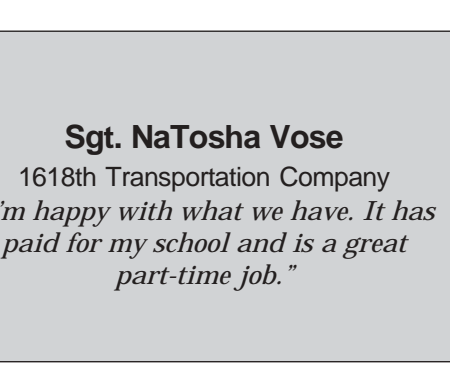 Sgt. NaTosha Vose
1618th Transportation Company
'm happy with what we have. It has
paid for my school and is a great
part-time job.”